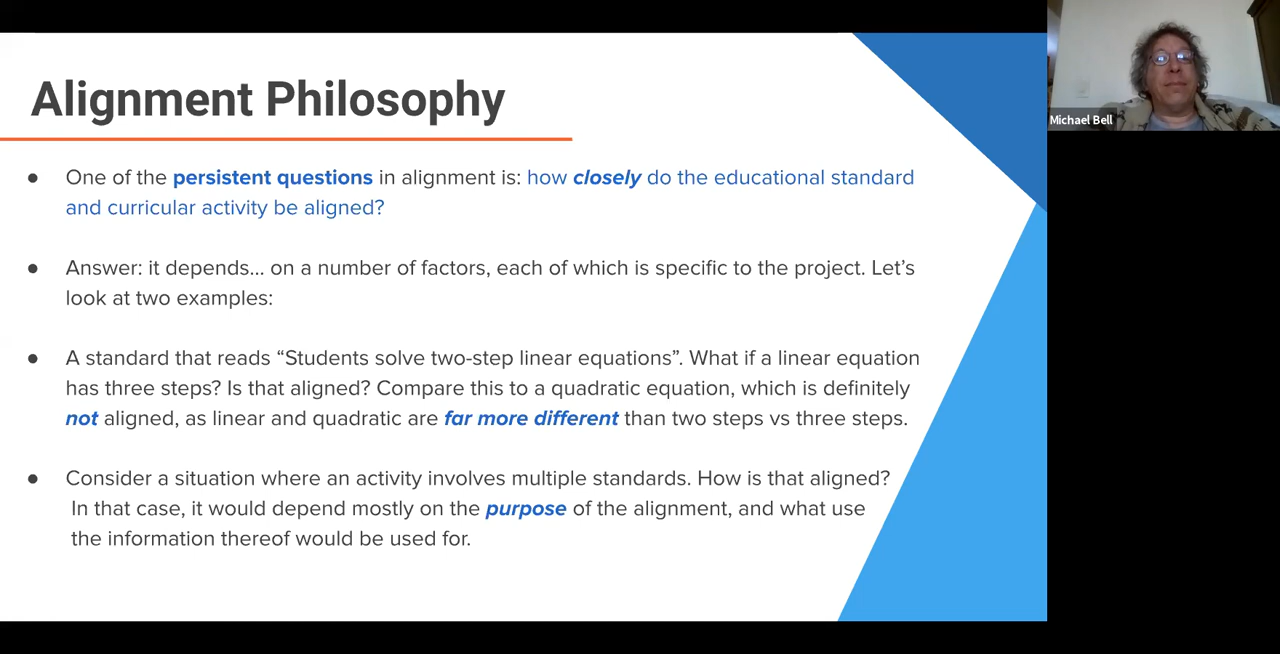 Alignment Philosophy
● One of the persistent questions in alignment is: how closely do the educational standard
and curricular activity be aligned?
● Answer: it depends... on a number of factors, each of which is specific to the project. Let's
look at two examples:
● A standard that reads “Students solve two-step linear equations”. What if a linear equation
has three steps? Is that aligned? Compare this to a quadratic equation, which is definitely
not aligned, as linear and quadratic are far more different than two steps vs three steps.
● Consider a situation where an activity involves multiple standards. How is that aligned?
In that case, it would depend mostly on the purpose of the alignment, and what use
the information thereof would be used for.
Michael Bell